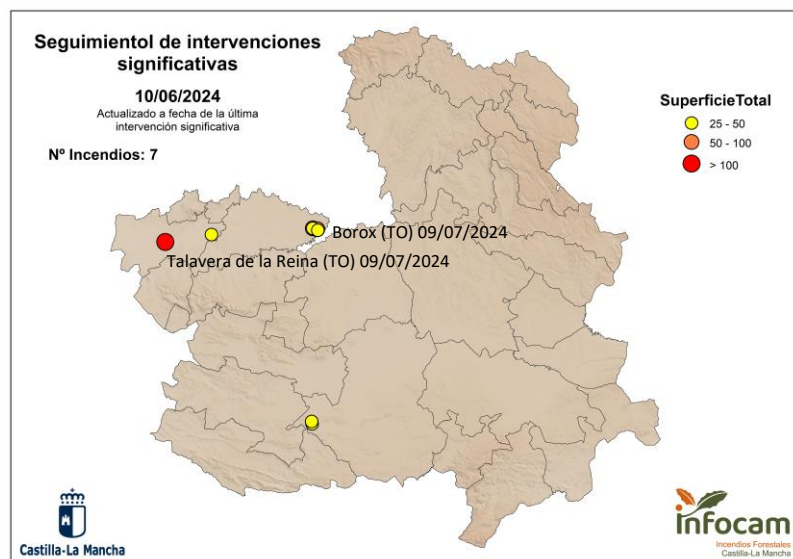 Seguimientol de intervenciones
significativas
10/06/2024
Actualizado a fecha de la última
intervención significativa
Nº Incendios: 7
SuperficieTotal
25 - 50
50 - 100
> 100
Borox (TO) 09/07/2024
Talavera de la Reina (TO) 09/07/2024
Castilla-La Mancha
infocam
Incendios Forestales
Castilla-La Mancha